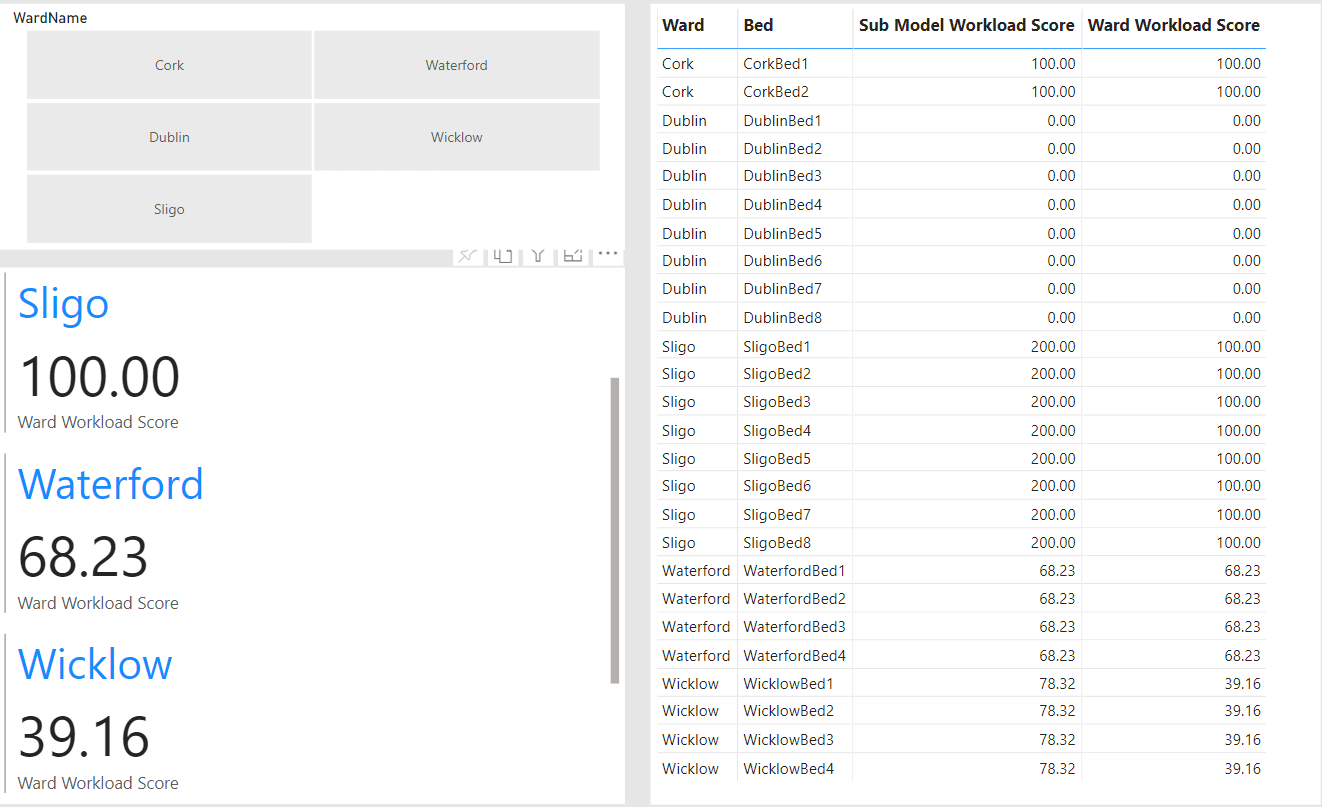 WardName
Cork Waterford
Dublin Wicklow
Sligo
Sligo
100.00
Ward Workload Score
Waterford
68.23
Ward Workload Score
Wicklow
39.16
Ward Workload Score
Ward Bed Sub Model Workload Score Ward Workload Score
Cork CorkBed1 100.00 100.00
Cork CorkBed2 100.00 100.00
Dublin DublinBed1 0.00 0.00
Dublin DublinBed2 0.00 0.00
Dublin DublinBed3 0.00 0.00
Dublin DublinBed4 0.00 0.00
Dublin DublinBed5 0.00 0.00
Dublin DublinBed6 0.00 0.00
Dublin DublinBed7 0.00 0.00
Dublin DublinBed8 0.00 0.00
Sligo SligoBed1 200.00 100.00
Sligo SligoBed2 200.00 100.00
Sligo SligoBed3 200.00 100.00
Sligo SligoBed4 200.00 100.00
Sligo SligoBed5 200.00 100.00
Sligo SligoBed6 200.00 100.00
Sligo SligoBed7 200.00 100.00
Sligo SligoBed8 200.00 100.00
Waterford WaterfordBed1 68.23 68.23
Waterford WaterfordBed2 68.23 68.23
Waterford WaterfordBed3 68.23 68.23
Waterford WaterfordBed4 68.23 68.23
Wicklow WicklowBed1 78.32 39.16
Wicklow WicklowBed2 78.32 39.16
Wicklow WicklowBed3 78.32 39.16
Wicklow WicklowBed4 78.32 39.16